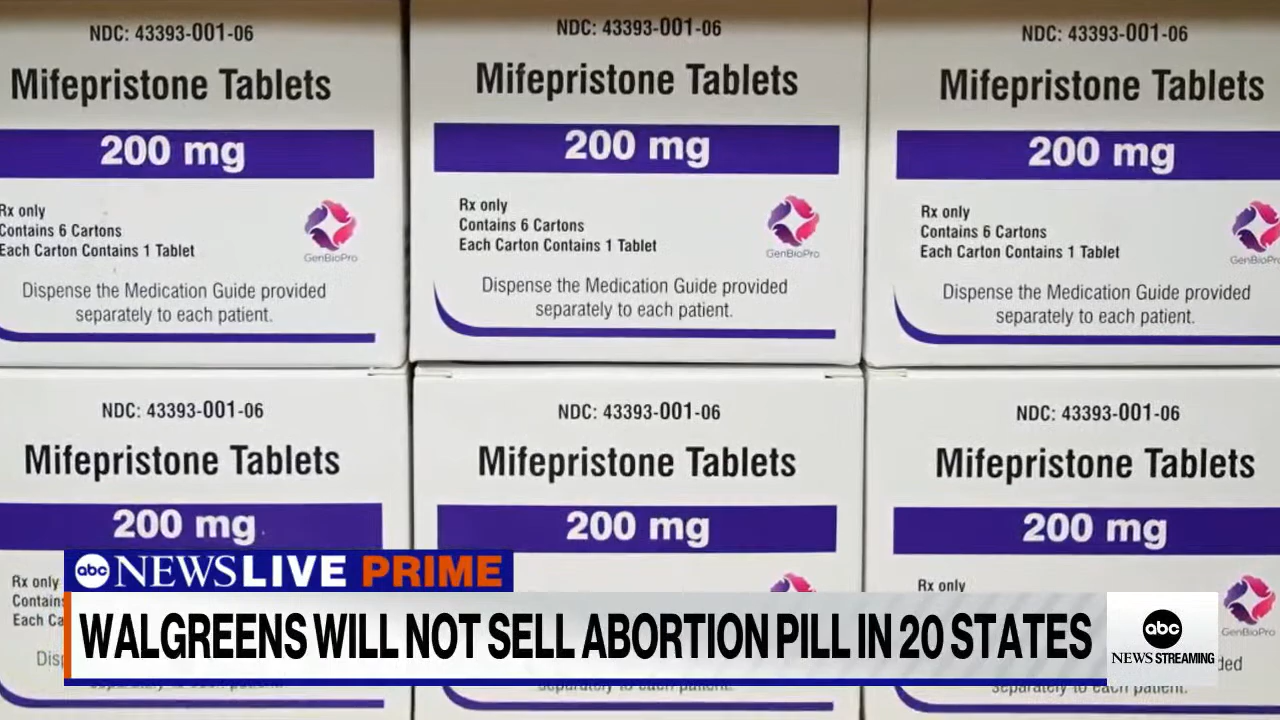 NDC: 43393-001-06
Mifepristone Tablets
200 mg
Rx only
Contains 6 Cartons
Each Carton Contains 1 Tablet
GenBioPro
Dispense the Medication Guide provided
separately to each patient.
NDC: 43393-001-06
Mifepristone Tablets
200 mg
Rx only
Contains 6 Cartons
Each Carton Contains 1 Tablet
GenBioPro
Dispense the Medication Guide provided
separately to each patient.
NDC: 43393-001-06
Mifepristone Tablets
200 mg
Rx only
Contains 6 Cartons
Each Carton Contains 1 Tablet
GenBioPro
Dispense the Medication Guide provided
separately to each patient.
NDC: 43393-001-06
Mifepristone Tablets
200 mg
Rx only
NDC: 43393-001-06
Mifepristone Tablets
200 mg
NDC: 43393-001-06
Mifepristone Tablets
200 mg
Rx only
GenBioPro
separately to each patient.
abc NEWS LIVE PRIME
WALGREENS WILL NOT SELL ABORTION PILL IN 20 STATES
abc
NEWS STREAMING